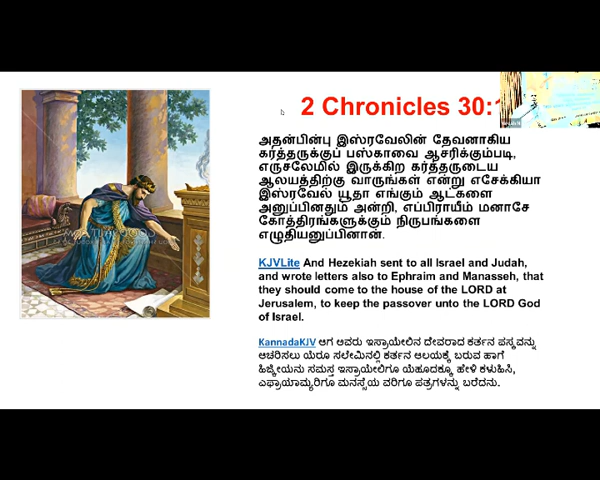 2 Chronicles 30:1
அதன்பின்பு இஸ்ரவேலின் தேவனாகிய
கர்த்தருக்குப் பஸ்காவை ஆசரிக்கும்படி,
எருசலேமில் இருக்கிற கர்த்தருடைய
ஆலயத்திற்கு வாருங்கள் என்று எசேக்கியா
இஸ்ரவேல் யூதா எங்கும் ஆட்களை
அனுப்பினதும் அன்றி, எப்பிராயீம் மனாசே
கோத்திரங்களுக்கும் நிருபங்களை
எழுதியனுப்பினான்.
KJVLite And Hezekiah sent to all Israel and Judah,
and wrote letters also to Ephraim and Manasseh, that
they should come to the house of the LORD at
Jerusalem, to keep the passover unto the LORD God
of Israel.
KannadaKJV ಆಗ ಅವರು ಇಸ್ರಾಯೇಲಿನ ದೇವರಾದ ಕರ್ತನ ಪಸ್ಕವನ್ನು
ಆಚರಿಸಲು ಯೆರೂ ಸಲೇಮಿನಲ್ಲಿ ಕರ್ತನ ಆಲಯಕ್ಕೆ ಬರುವ ಹಾಗೆ
ಹಿಜ್ಕೀಯನು ಸಮಸ್ತ ಇಸ್ರಾಯೇಲಿಗೂ ಯೆಹೂದಕ್ಕೂ ಹೇಳಿ ಕಳುಹಿಸಿ,
ಎಫ್ರಾಯಾಮ್ಯರಿಗೂ ಮನಸ್ಸೆಯ ವರಿಗೂ ಪತ್ರಗಳನ್ನು ಬರೆದನು.